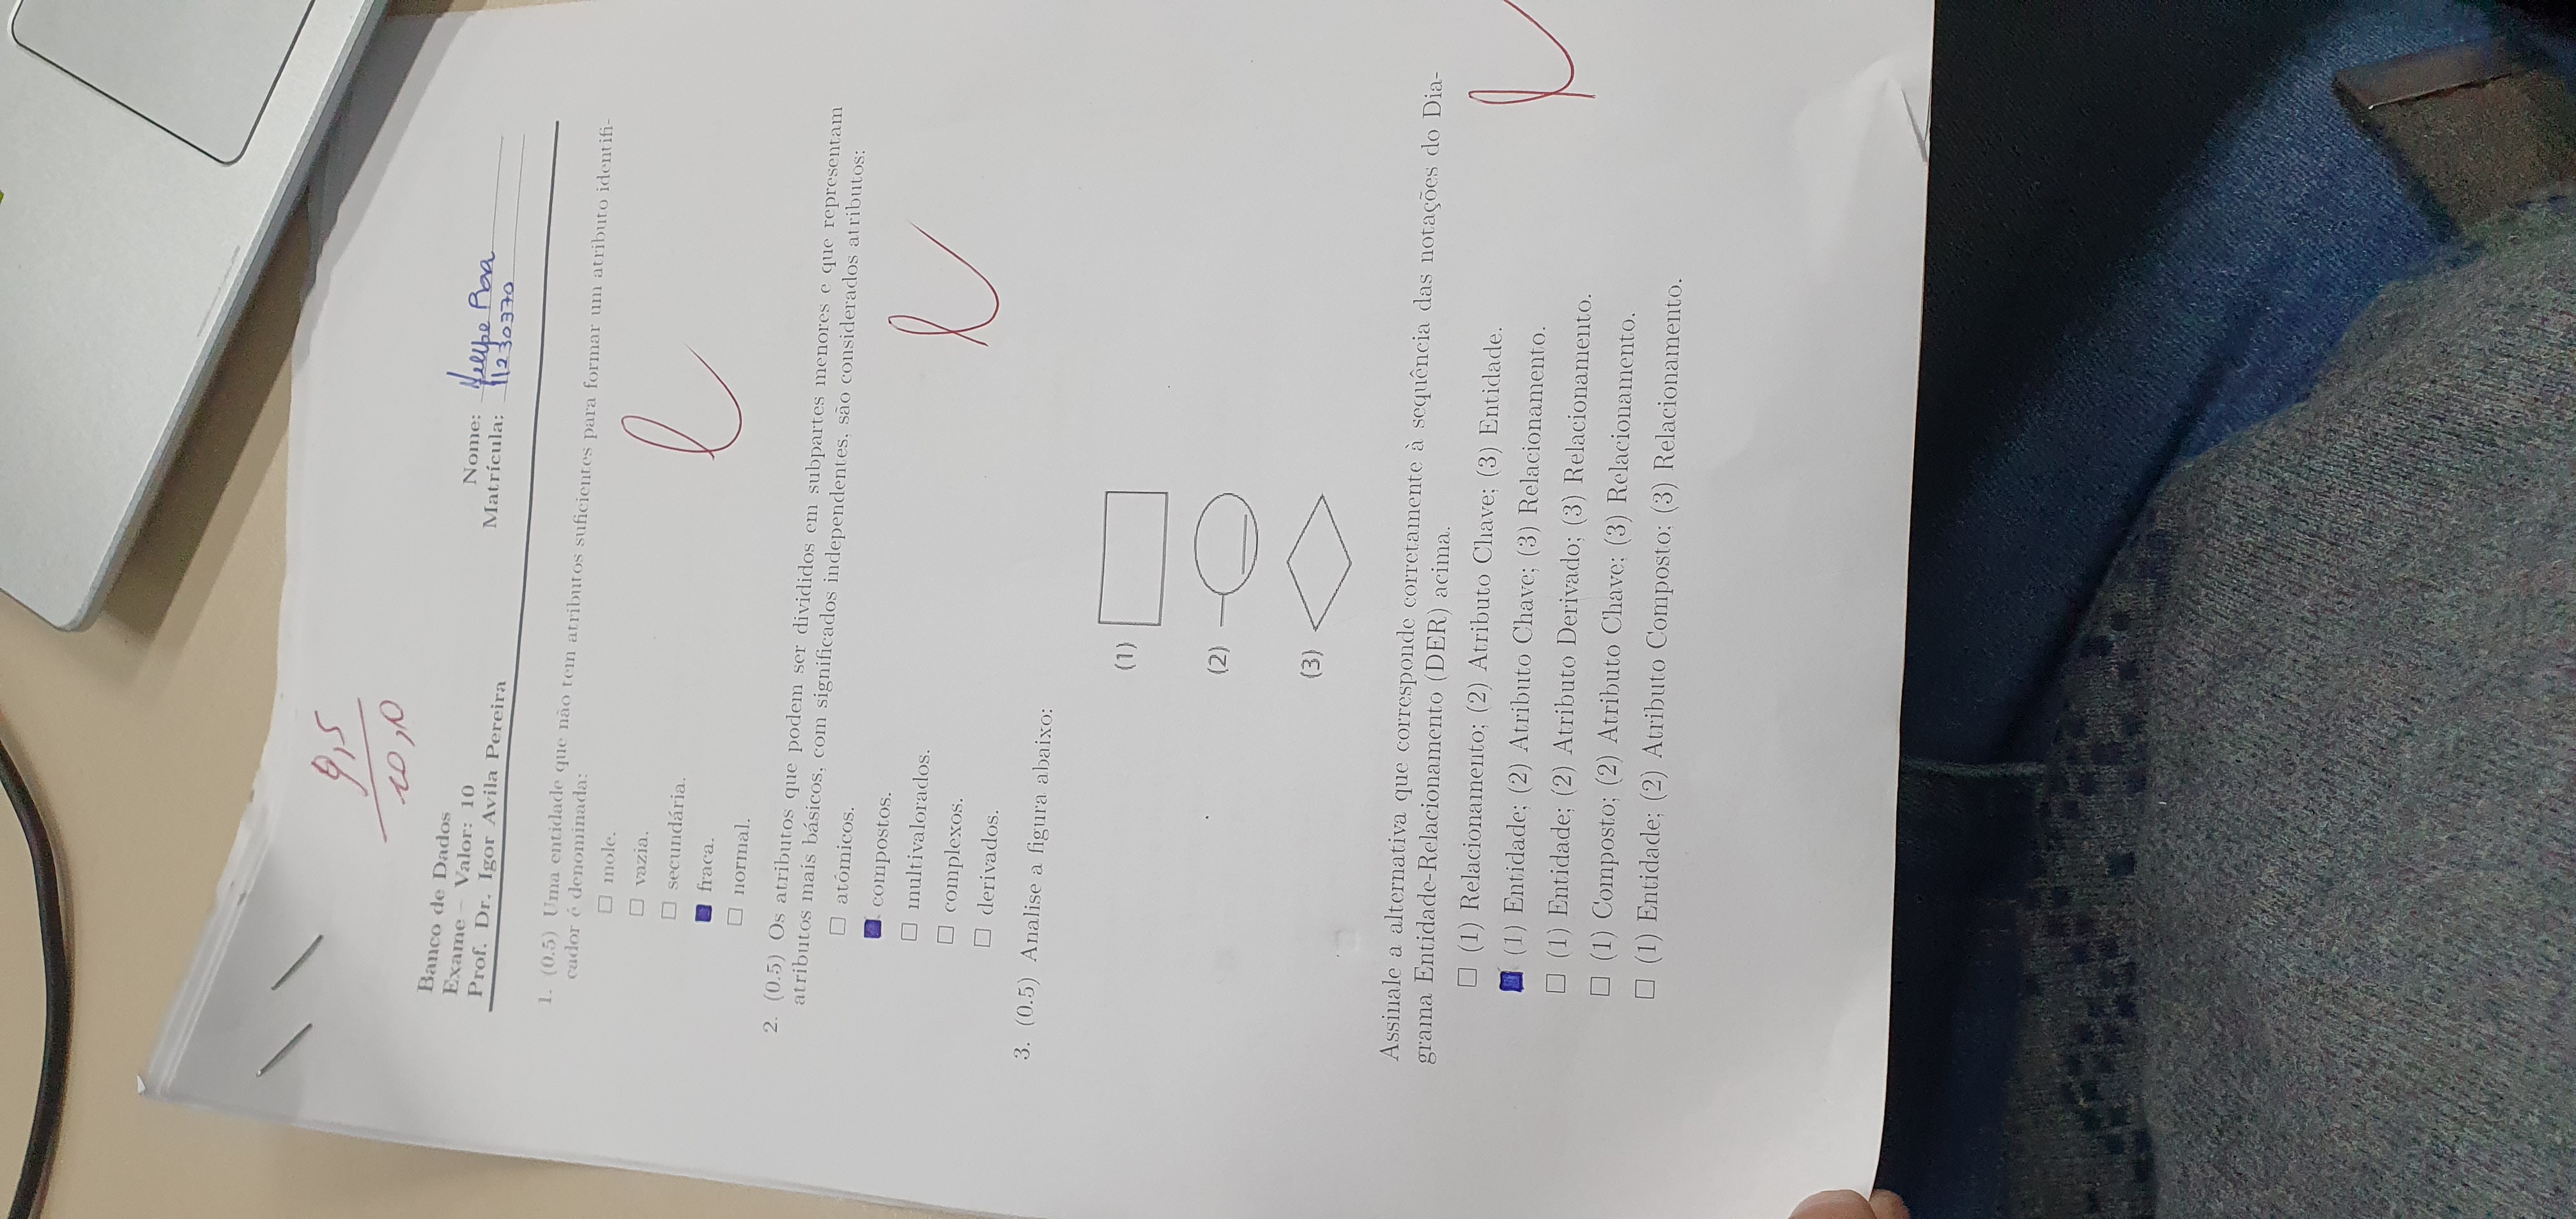 9,5
10,0
Banco de Dados
Exame – Valor: 10
Prof. Dr. Igor Avila Pereira
Nome: Felipe
Matrícula: 11230370
1. (0.5) Uma entidade que não tem atributos suficientes para formar um atributo identifi-
cador é denominada:
mole.
vazia.
secundária.
fraca.
normal.
2. (0.5) Os atributos que podem ser divididos em subpartes menores e que representam
atributos mais básicos, com significados independentes, são considerados atributos:
atômicos.
compostos.
multivalorados.
complexos.
derivados.
3. (0.5) Analise a figura abaixo:
(1)
(2)
(3)
Assinale a alternativa que corresponde corretamente à sequência das notações do Dia-
grama Entidade-Relacionamento (DER) acima.
(1) Relacionamento; (2) Atributo Chave; (3) Entidade.
(1) Entidade; (2) Atributo Chave; (3) Relacionamento.
(1) Entidade; (2) Atributo Derivado; (3) Relacionamento.
(1) Composto; (2) Atributo Chave; (3) Relacionamento.
(1) Entidade; (2) Atributo Composto; (3) Relacionamento.